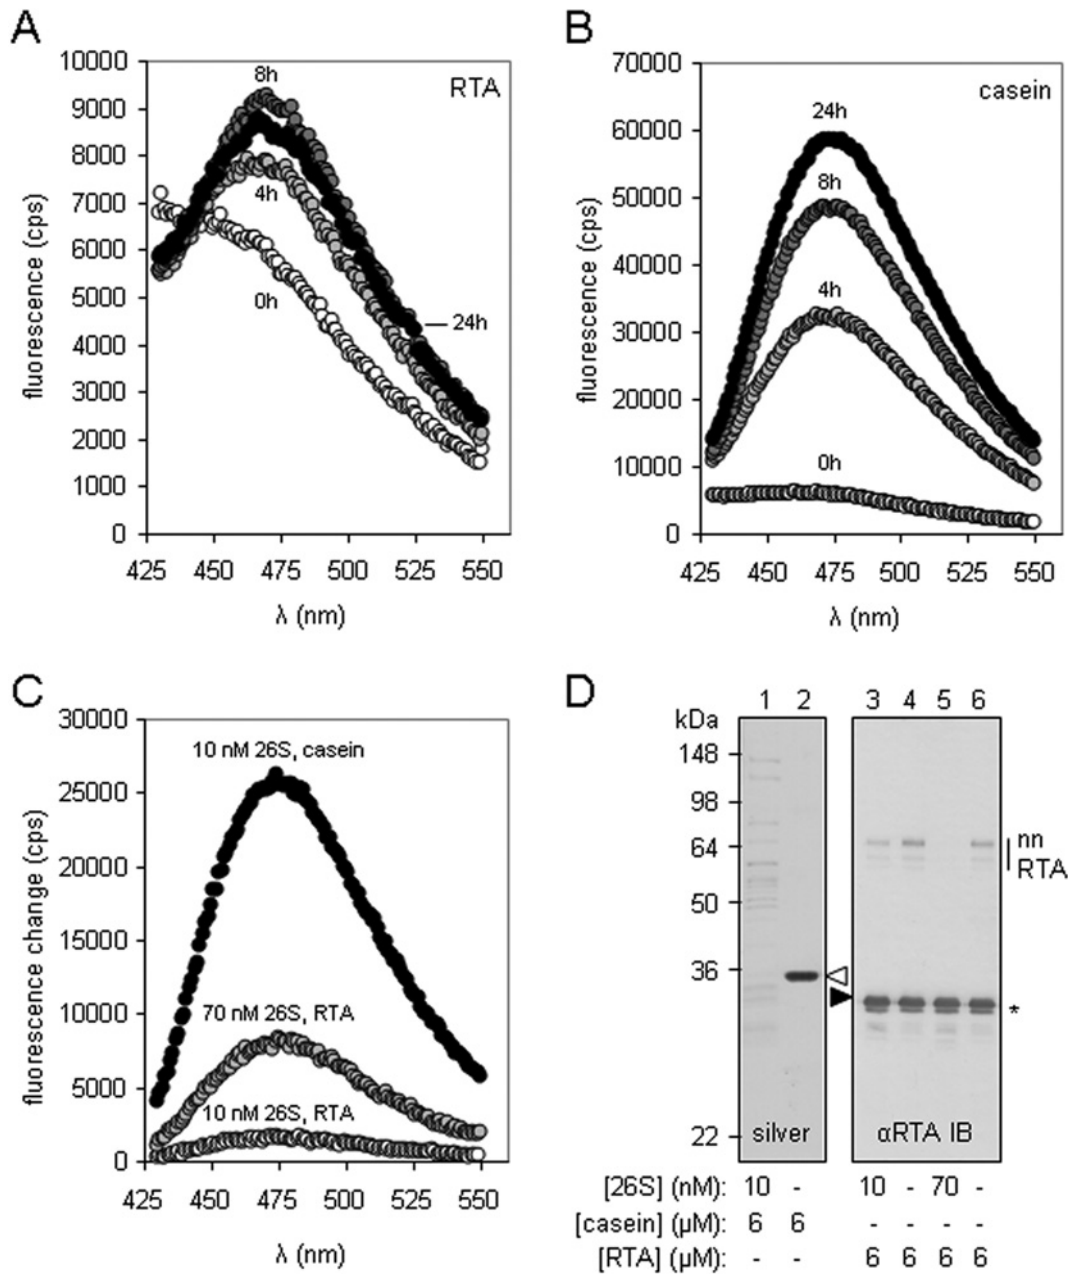 A
10000
9000
8000
7000
6000
5000
4000
3000
2000
1000
0
fluorescence (cps)
RTA
8h
4h
0h
24h
425 450 475 500 525 550
λ (nm)
B
70000
60000
50000
40000
30000
20000
10000
0
fluorescence (cps)
casein
24h
8h
4h
0h
425 450 475 500 525 550
λ (nm)
C
30000
25000
20000
15000
10000
5000
0
fluorescence change (cps)
10 nM 26S, casein
70 nM 26S, RTA
10 nM 26S, RTA
425 450 475 500 525 550
λ (nm)
D
1 2 3 4 5 6
kDa
148
98
64
50
36
22
nn
RTA
*
silver
αRTA IB
[26S] (nM): 10 - 10 - 70 -
[casein] (µM): 6 6 - - - -
[RTA] (µM): - - 6 6 6 6